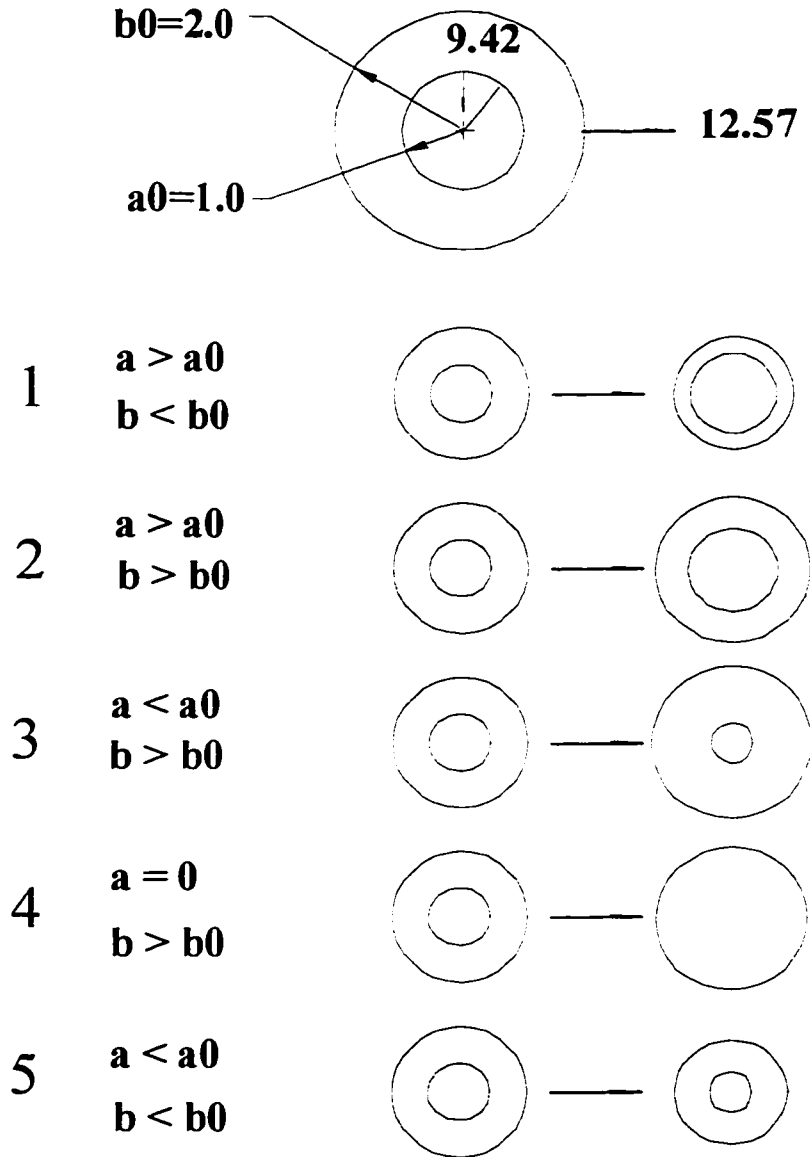 b0=2.0
9.42
12.57
a0=1.0
1
a > a0
b < b0
2
a > a0
b > b0
3
a < a0
b > b0
4
a = 0
b > b0
5
a < a0
b < b0